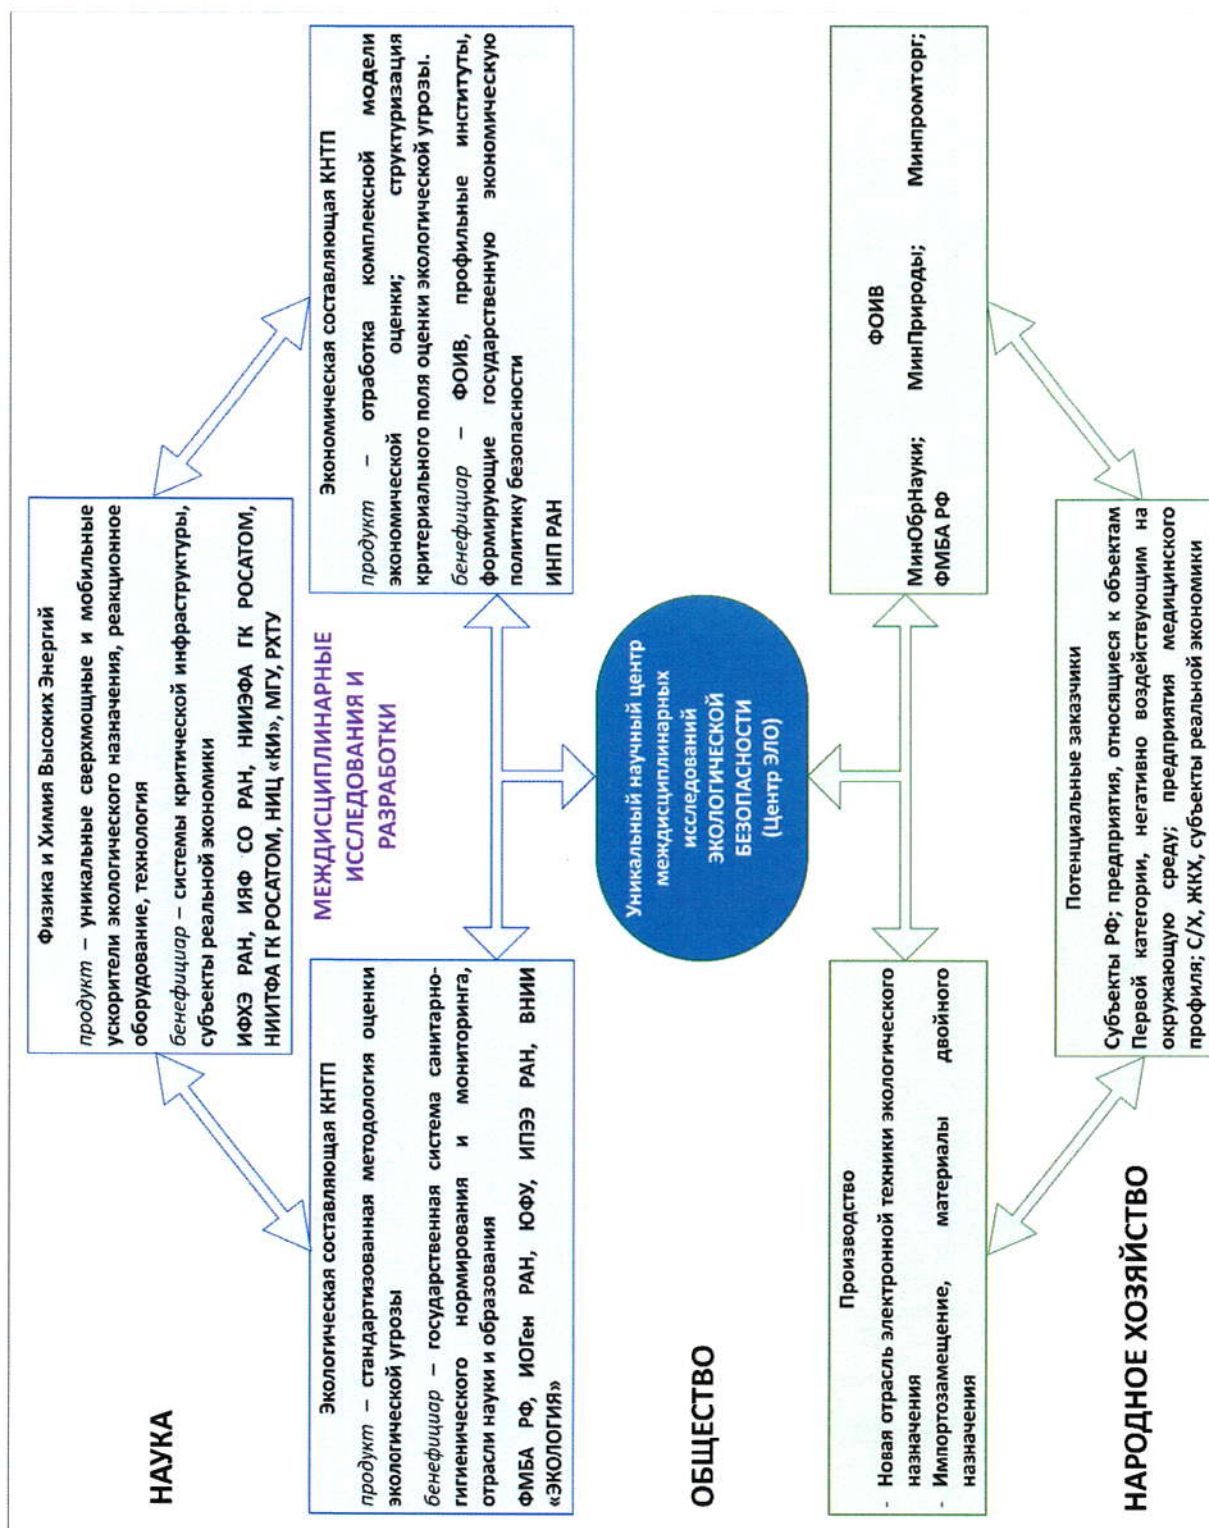 НАУКА
Физика и Химия Высоких Энергий
продукт – уникальные сверхмощные и мобильные
ускорители экологического назначения, реакционное
оборудование, технология
бенефициар – системы критической инфраструктуры,
субъекты реальной экономики
ИФХЭ РАН, ИЯФ СО РАН, НИИЭФА ГК РОСАТОМ,
НИИТФА ГК РОСАТОМ, НИЦ «КИ», МГУ, РХТУ
Экологическая составляющая КНТП
продукт – стандартизованная методология оценки
экологической угрозы
бенефициар – государственная система санитарно-
гигиенического нормирования и мониторинга,
отрасли науки и образования
ФМБА РФ, ИОГен РАН, ЮФУ, ИПЭЭ РАН, ВНИИ
«ЭКОЛОГИЯ»
МЕЖДИСЦИПЛИНАРНЫЕ
ИССЛЕДОВАНИЯ И
РАЗРАБОТКИ
Экономическая составляющая КНТП
продукт – отработка комплексной модели
экономической оценки; структуризация
критериального поля оценки экологической угрозы.
бенефициар – ФОИВ, профильные институты,
формирующие государственную экономическую
политику безопасности
ИНП РАН
ОБЩЕСТВО
Уникальный научный центр
междисциплинарных
исследований
ЭКОЛОГИЧЕСКОЙ
БЕЗОПАСНОСТИ
(Центр ЭЛО)
Производство
- Новая отрасль электронной техники экологического
назначения
- Импортозамещение, материалы двойного
назначения
ФОИВ
МинОбрНауки; МинПрироды; Минпромторг;
ФМБА РФ
НАРОДНОЕ ХОЗЯЙСТВО
Потенциальные заказчики
Субъекты РФ; предприятия, относящиеся к объектам
Первой категории, негативно воздействующим на
окружающую среду; предприятия медицинского
профиля; С/Х, ЖКХ, субъекты реальной экономики